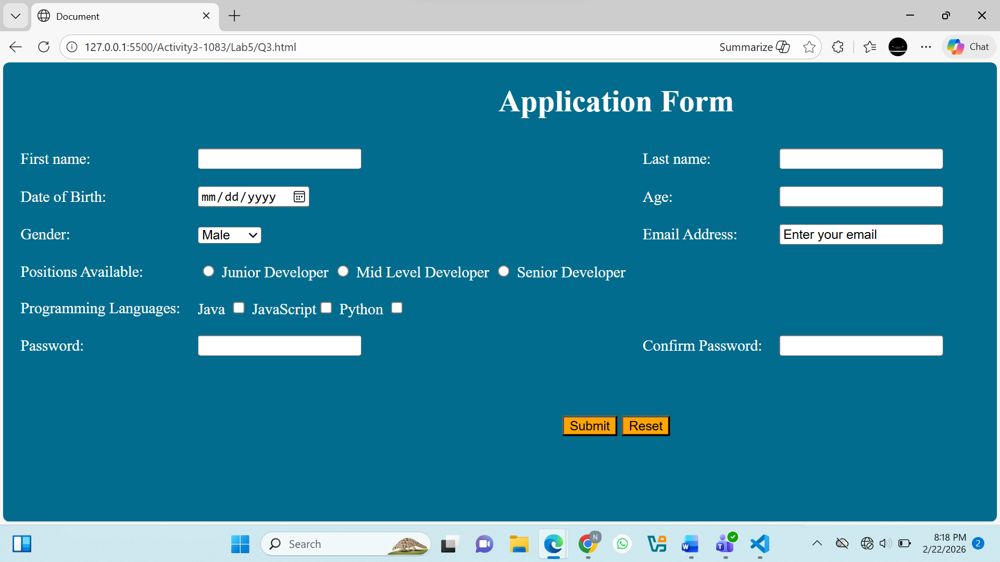 Document
127.0.0.1:5500/Activity3-1083/Lab5/Q3.html
Summarize
Chat
Application Form
First name:
Last name:
Date of Birth: mm/dd/yyyy
Age:
Gender: Male
Email Address: Enter your email
Positions Available: Junior Developer Mid Level Developer Senior Developer
Programming Languages: Java JavaScript Python
Password:
Confirm Password:
Submit Reset
Search
N
W
T
8:18 PM
2/22/2026
2